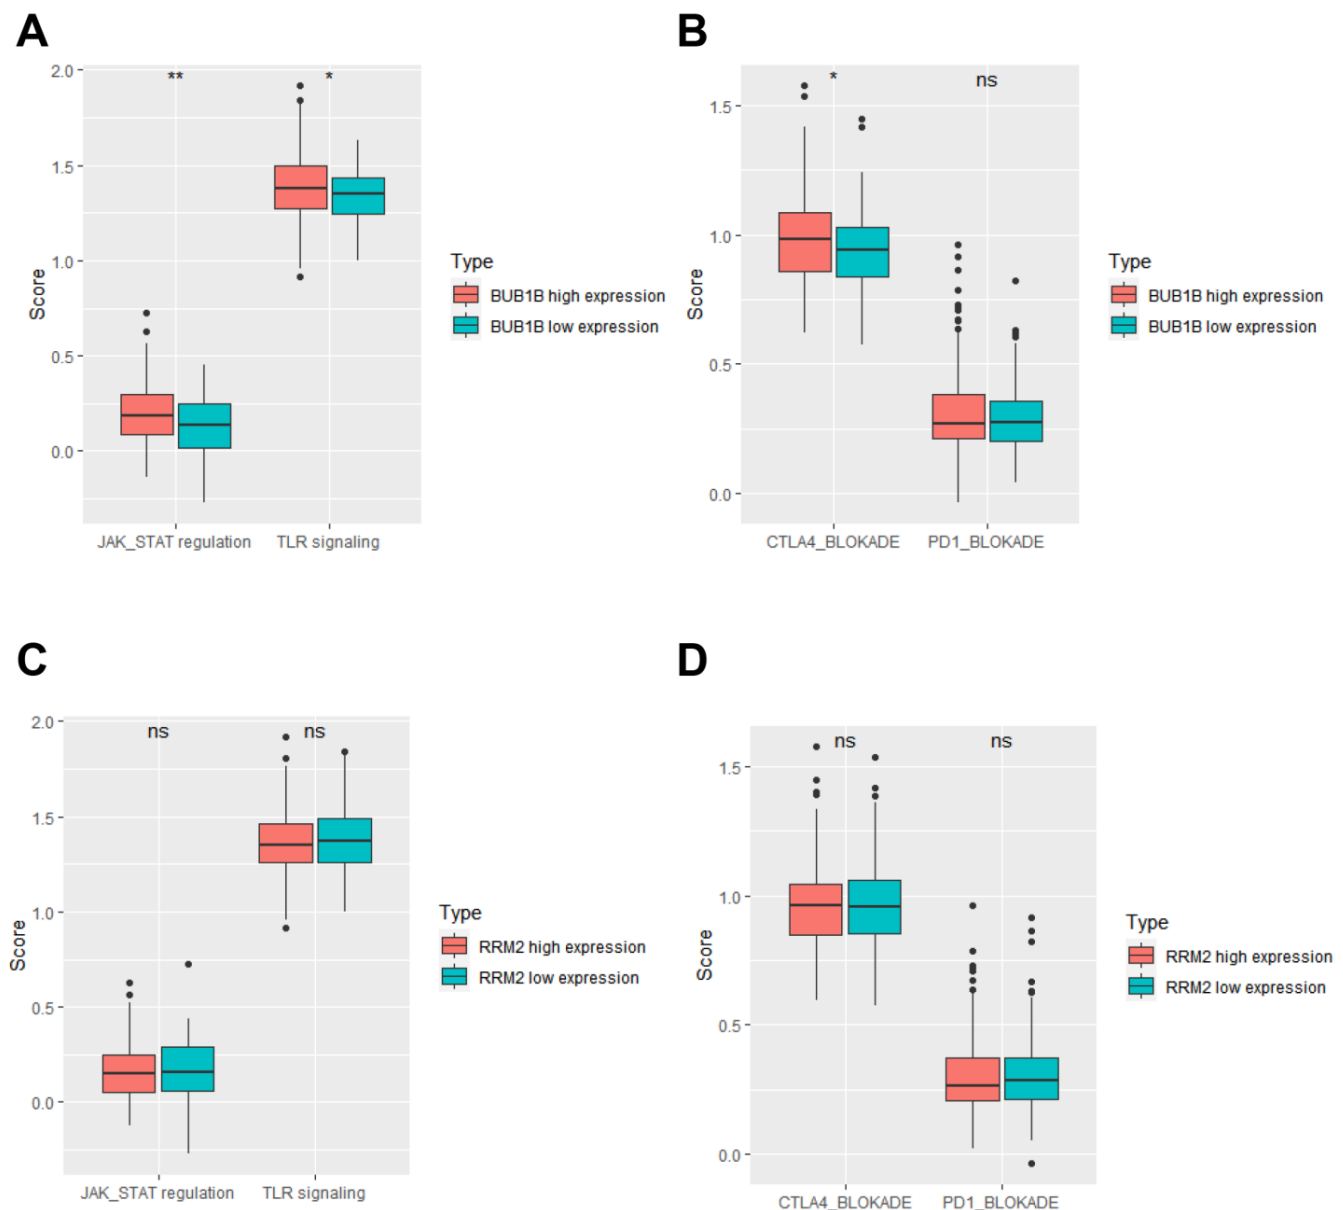 A
2.0
1.5
1.0
0.5
0.0
Score
** *
JAK_STAT regulation TLR signaling
Type
BUB1B high expression
BUB1B low expression
B
1.5
1.0
0.5
0.0
Score
* ns
CTLA4_BLOKADE PD1_BLOKADE
Type
BUB1B high expression
BUB1B low expression
C
2.0
1.5
1.0
0.5
0.0
Score
ns ns
JAK_STAT regulation TLR signaling
Type
RRM2 high expression
RRM2 low expression
D
1.5
1.0
0.5
0.0
Score
ns ns
CTLA4_BLOKADE PD1_BLOKADE
Type
RRM2 high expression
RRM2 low expression